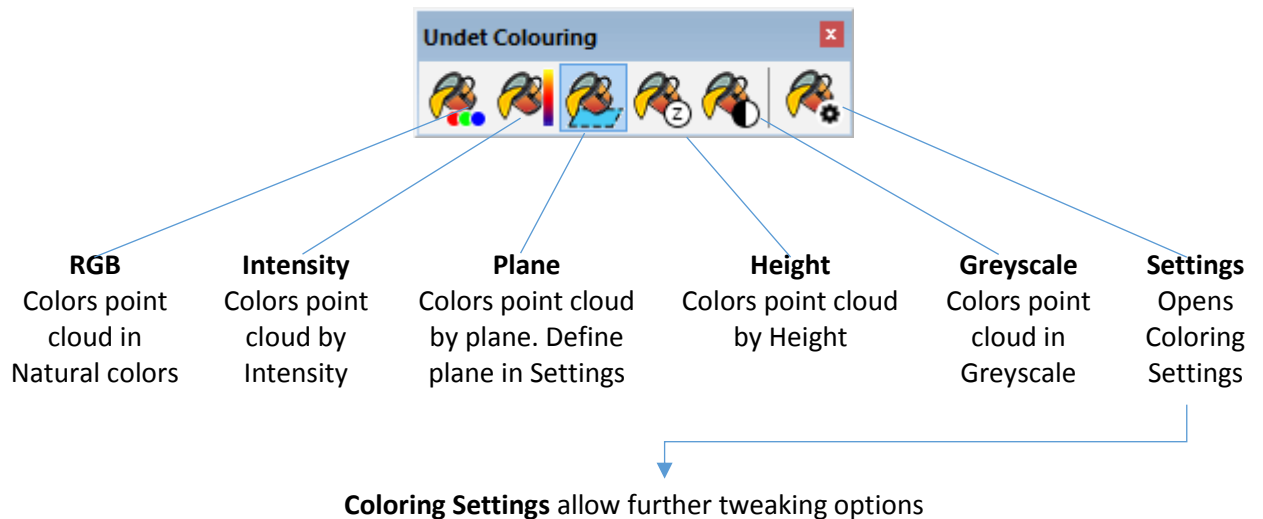 Undet Colouring
x
Z
RGB
Colors point
cloud in
Natural colors
Intensity
Colors point
cloud by
Intensity
Plane
Colors point cloud
by plane. Define
plane in Settings
Height
Colors point cloud
by Height
Greyscale
Colors point
cloud in
Greyscale
Settings
Opens
Coloring
Settings
Coloring Settings allow further tweaking options